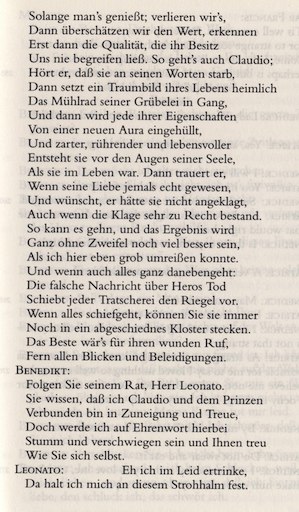 Solange man's genießt; verlieren wir's,
Dann überschätzen wir den Wert, erkennen
Erst dann die Qualität, die ihr Besitz
Uns nie begreifen ließ. So geht's auch Claudio;
Hört er, daß sie an seinen Worten starb,
Dann setzt ein Traumbild ihres Lebens heimlich
Das Mühlrad seiner Grübelei in Gang,
Und dann wird jede ihrer Eigenschaften
Von einer neuen Aura eingehüllt,
Und zarter, rührender und lebensvoller
Entsteht sie vor den Augen seiner Seele,
Als sie im Leben war. Dann trauert er,
Wenn seine Liebe jemals echt gewesen,
Und wünscht, er hätte sie nicht angeklagt,
Auch wenn die Klage sehr zu Recht bestand.
So kann es gehn, und das Ergebnis wird
Ganz ohne Zweifel noch viel besser sein,
Als ich hier eben grob umreißen konnte.
Und wenn auch alles ganz danebengeht:
Die falsche Nachricht über Heros Tod
Schiebt jeder Tratscherei den Riegel vor.
Wenn alles schiefgeht, können Sie sie immer
Noch in ein abgeschiednes Kloster stecken.
Das Beste wär's für ihren wunden Ruf,
Fern allen Blicken und Beleidigungen.
BENEDIKT:
Folgen Sie seinem Rat, Herr Leonato.
Sie wissen, daß ich Claudio und dem Prinzen
Verbunden bin in Zuneigung und Treue,
Doch werde ich auf Ehrenwort hierbei
Stumm und verschwiegen sein und Ihnen treu
Wie Sie sich selbst.
LEONATO: Eh ich im Leid ertrinke,
Da halt ich mich an diesem Strohhalm fest.